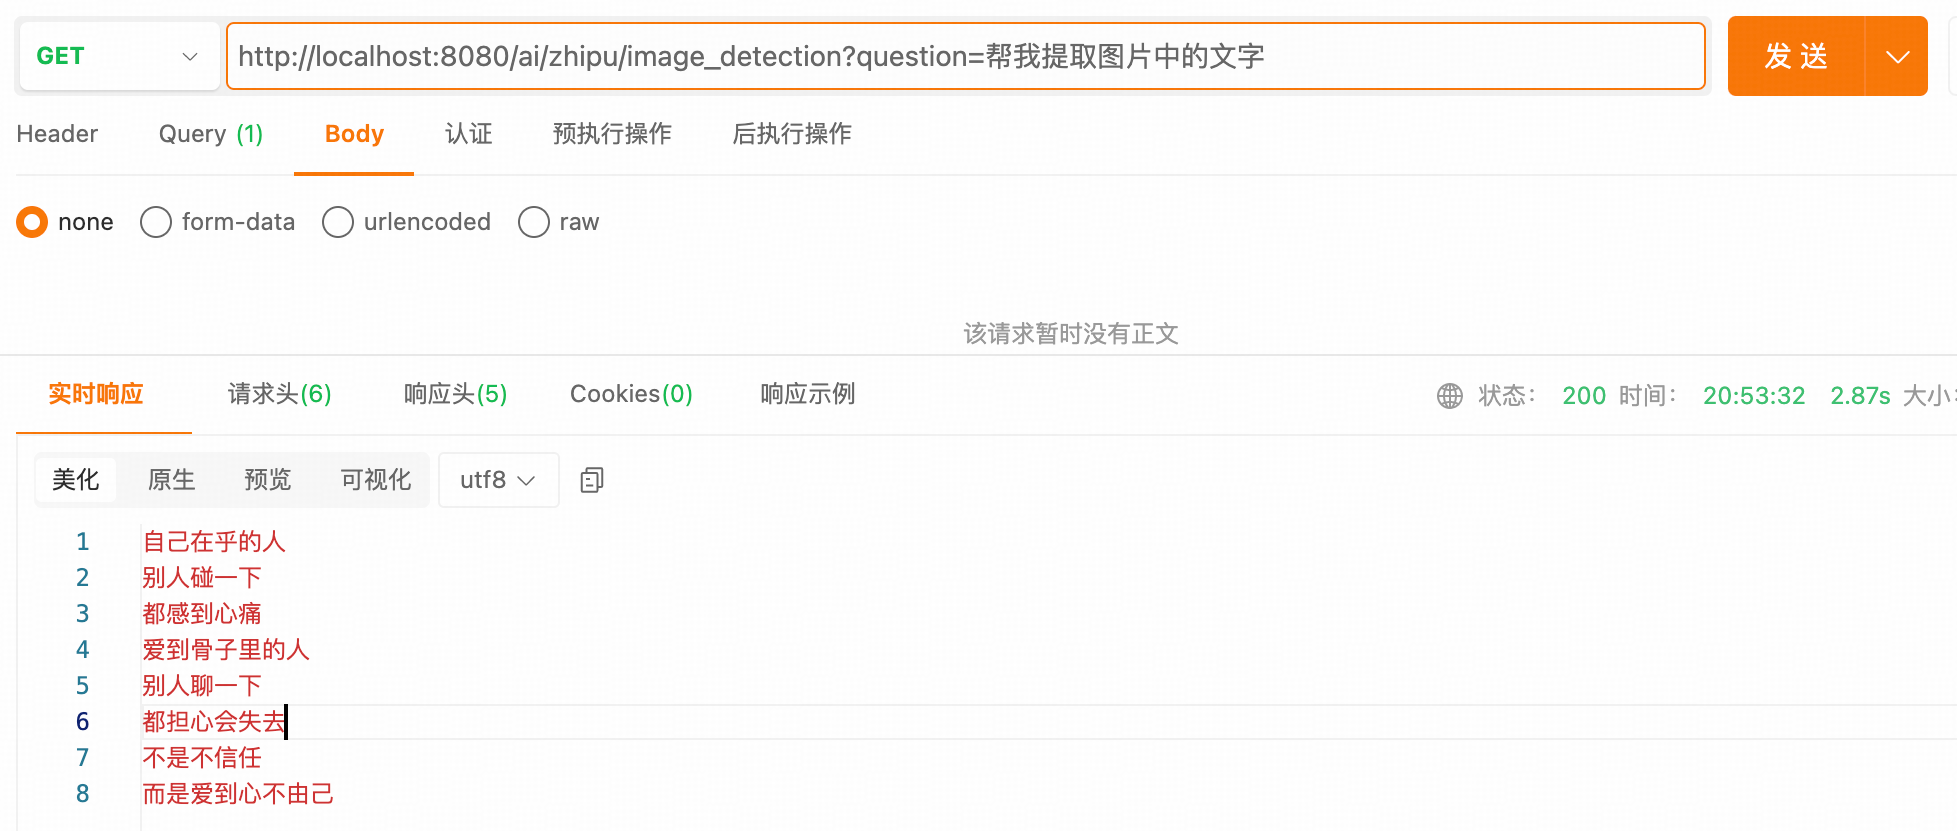 GET http://localhost:8080/ai/zhipu/image_detection?question=帮我提取图片中的文字 发 送
Header Query (1) Body 认证 预执行操作 后执行操作
none form-data urlencoded raw
该请求暂时没有正文
实时响应 请求头(6) 响应头(5) Cookies(0) 响应示例 状态： 200 时间： 20:53:32 2.87s 大小:
美化 原生 预览 可视化 utf8
1 自己在乎的人
2 别人碰一下
3 都感到心痛
4 爱到骨子里的人
5 别人聊一下
6 都担心会失去
7 不是不信任
8 而是爱到心不由己